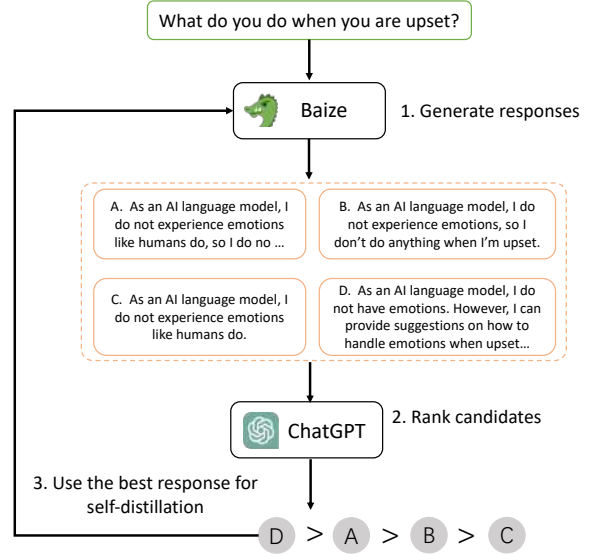 What do you do when you are upset?
Baize
1. Generate responses
A. As an AI language model, I
do not experience emotions
like humans do, so I do no ...
B. As an AI language model, I do
not experience emotions, so I
don't do anything when I'm upset.
C. As an AI language model, I
do not experience emotions
like humans do.
D. As an AI language model, I do
not have emotions. However, I can
provide suggestions on how to
handle emotions when upset...
ChatGPT
2. Rank candidates
3. Use the best response for
self-distillation
D > A > B > C